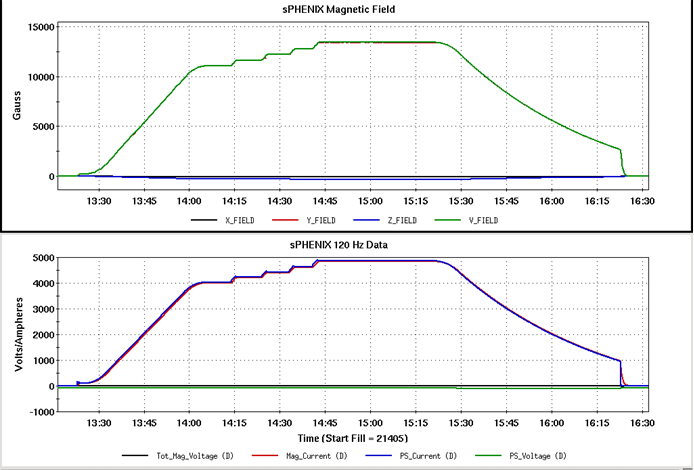 sPHENIX Magnetic Field
15000
10000
5000
0
Gauss
13:30 13:45 14:00 14:15 14:30 14:45 15:00 15:15 15:30 15:45 16:00 16:15 16:30
X_FIELD Y_FIELD Z_FIELD V_FIELD
sPHENIX 120 Hz Data
5000
4000
3000
2000
1000
0
-1000
Volts/Ampheres
13:30 13:45 14:00 14:15 14:30 14:45 15:00 15:15 15:30 15:45 16:00 16:15 16:30
Time (Start Fill = 21405)
Tot_Mag_Voltage (D) Mag_Current (D) PS_Current (D) PS_Voltage (D)